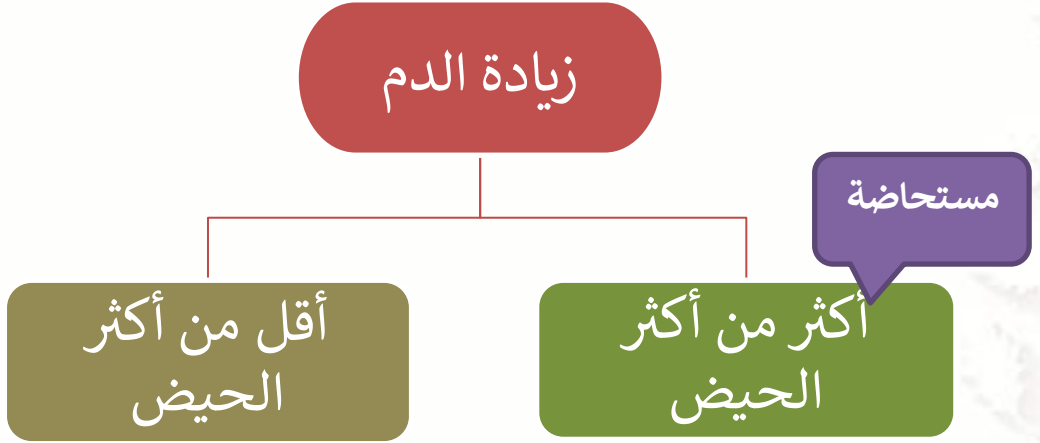 زيادة الدم
مستحاضة
أكثر من أكثر
الحيض
أقل من أكثر
الحيض